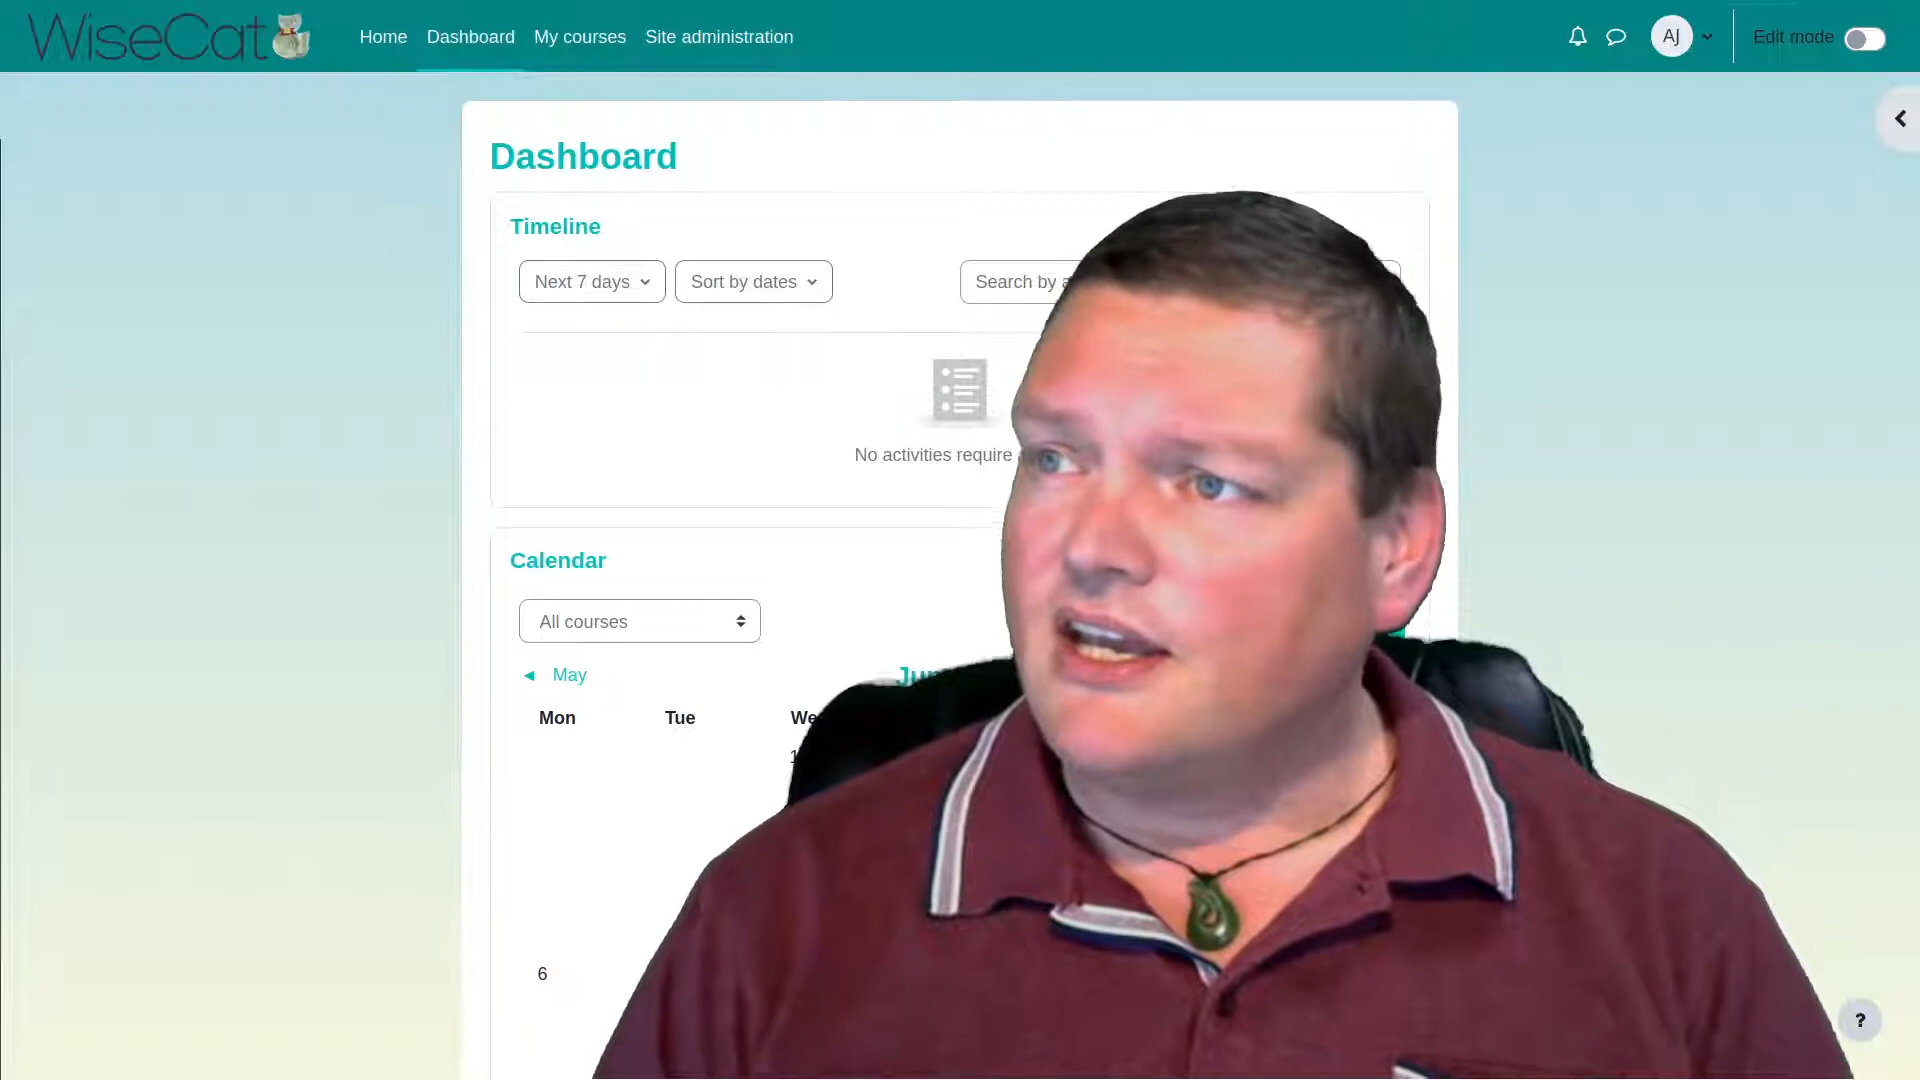 WiseCat
Home Dashboard My courses Site administration
AJ
Edit mode
Dashboard
Timeline
Next 7 days
Sort by dates
Search by
No activities require
Calendar
All courses
◄ May
Mon Tue
6
?